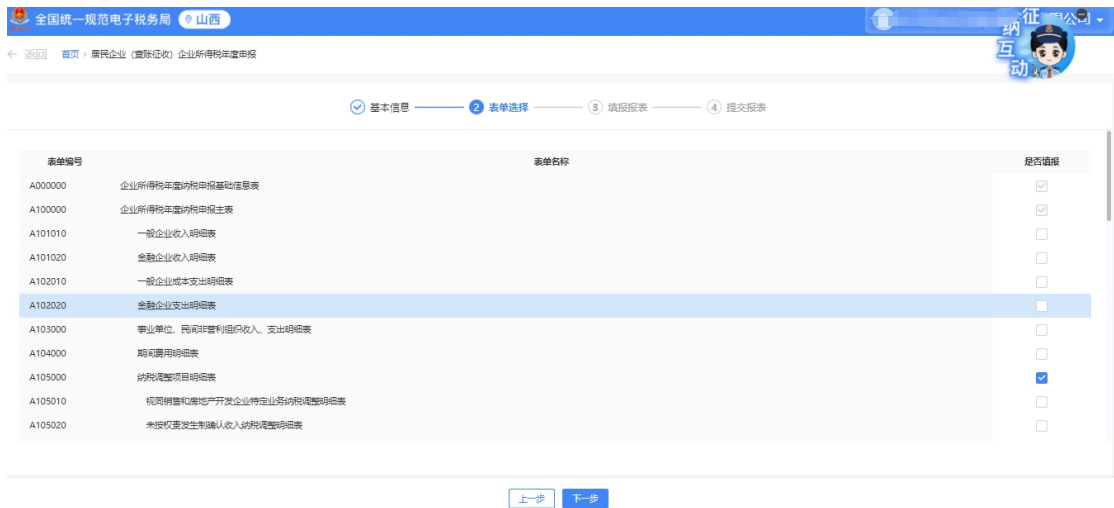 全国统一规范电子税务局 山西
限公司
征纳互动
← 返回 首页 › 居民企业（查账征收）企业所得税年度申报
基本信息 2 表单选择 3 填报报表 4 提交报表
表单编号 表单名称 是否填报
A000000 企业所得税年度纳税申报基础信息表
A100000 企业所得税年度纳税申报主表
A101010 一般企业收入明细表
A101020 金融企业收入明细表
A102010 一般企业成本支出明细表
A102020 金融企业支出明细表
A103000 事业单位、民间非营利组织收入、支出明细表
A104000 期间费用明细表
A105000 纳税调整项目明细表
A105010 视同销售和房地产开发企业特定业务纳税调整明细表
A105020 未按权责发生制确认收入纳税调整明细表
上一步 下一步